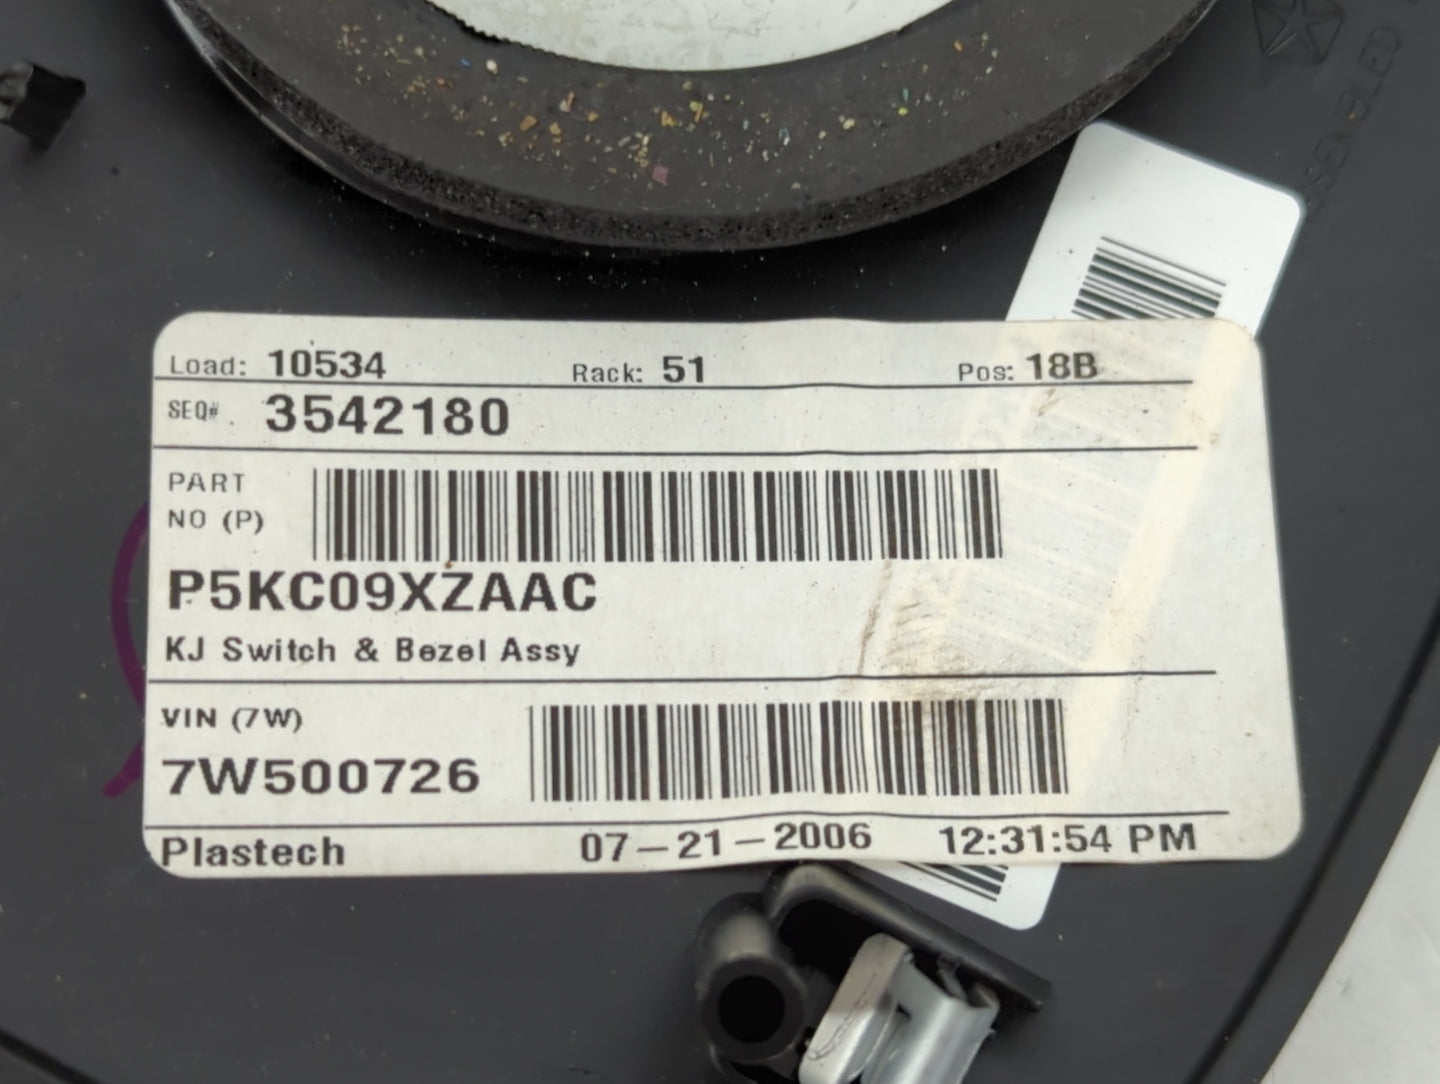 Load: 10534 Rack: 51 Pos: 18B
SEQ# 3542180
PART
NO (P)
P5KC09XZAAC
KJ Switch & Bezel Assy
VIN (7W)
7W500726
Plastech 07-21-2006 12:31:54 PM